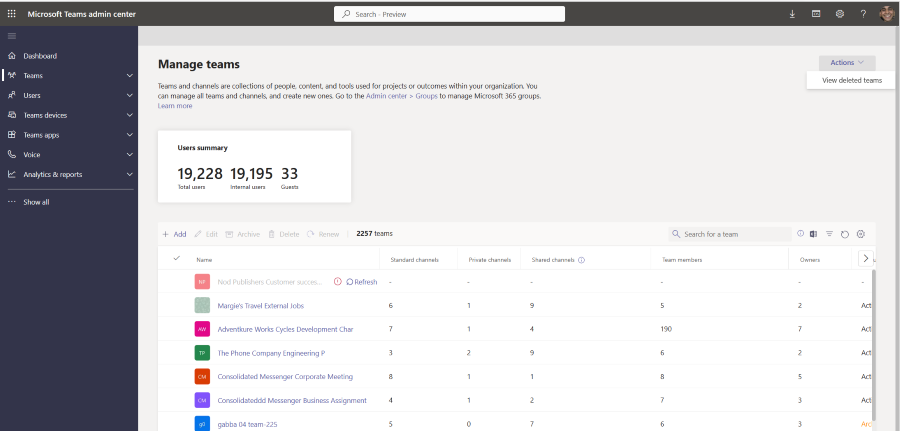 Microsoft Teams admin center
Search - Preview
Dashboard
Teams
Users
Teams devices
Teams apps
Voice
Analytics & reports
Show all
Manage teams
Actions
View deleted teams
Teams and channels are collections of people, content, and tools used for projects or outcomes within your organization. You
can manage all teams and channels, and create new ones. Go to the Admin center > Groups to manage Microsoft 365 groups.
Learn more
Users summary
19,228 19,195 33
Total users Internal users Guests
Add Edit Archive Delete Renew 2257 teams Search for a team
Name Standard channels Private channels Shared channels Team members Owners
NP Nod Publishers Customer succes... Refresh - - - - - -
Margie's Travel External Jobs 6 1 9 5 2 Act
AW Adventkure Works Cycles Development Char 7 1 4 190 7 Act
TP The Phone Company Engineering P 3 2 9 6 2 Act
CM Consolidated Messenger Corporate Meeting 8 1 1 8 5 Act
CM Consolidateddd Messenger Business Assignment 4 1 2 7 3 Act
g0 gabba 04 team-225 5 0 7 6 3 Arc